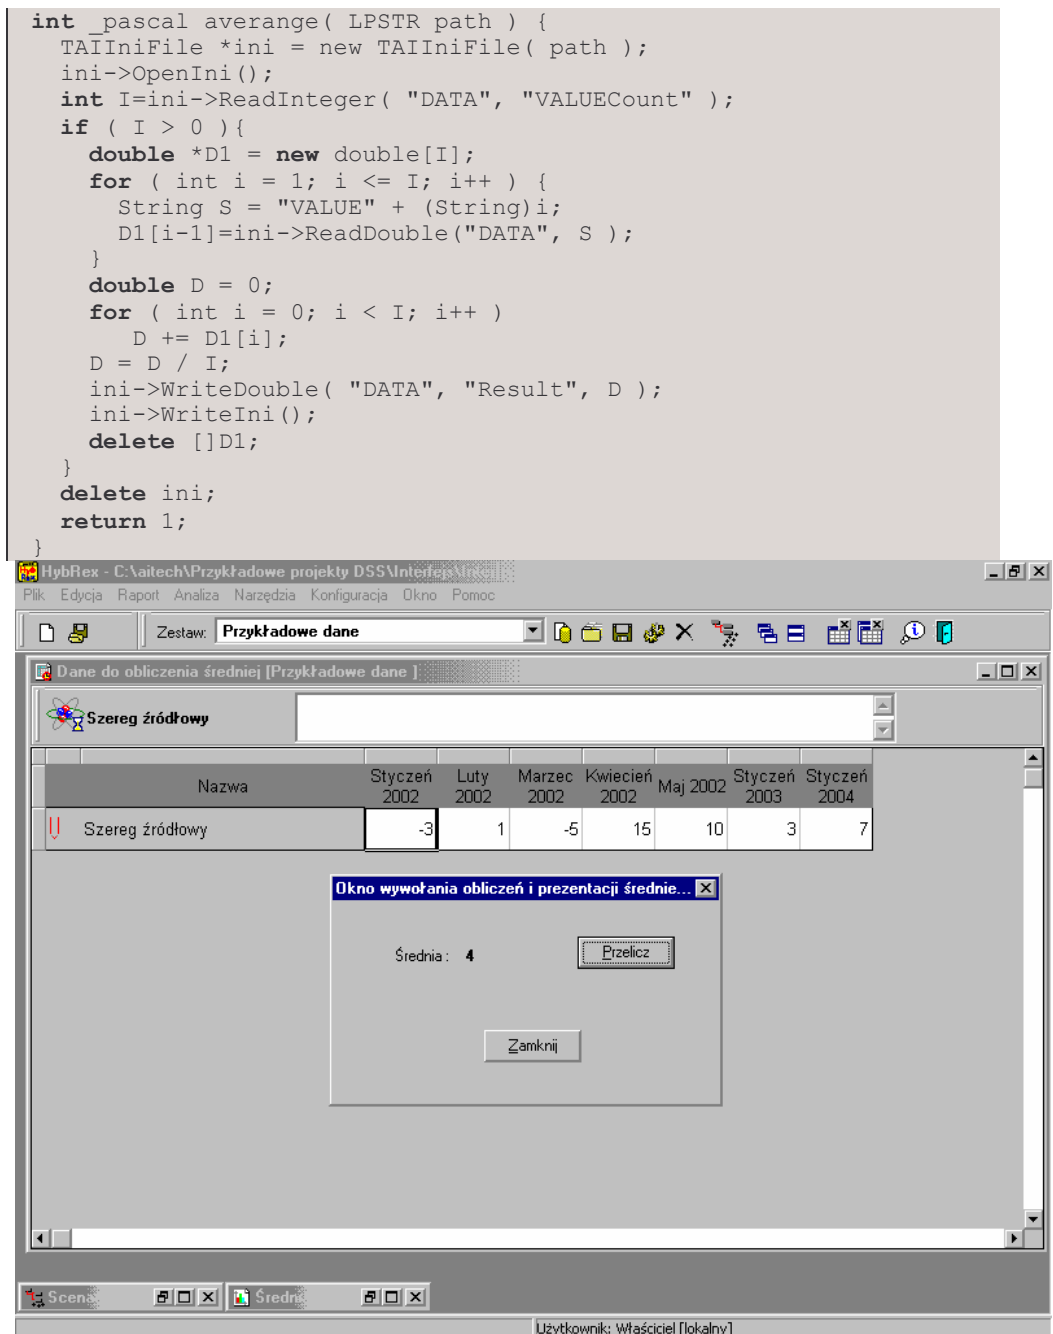 int _pascal averange( LPSTR path ) {
TAIIniFile *ini = new TAIIniFile( path );
ini->OpenIni();
int I=ini->ReadInteger( "DATA", "VALUECount" );
if ( I > 0 ){
double *D1 = new double[I];
for ( int i = 1; i <= I; i++ ) {
String S = "VALUE" + (String)i;
D1[i-1]=ini->ReadDouble("DATA", S );
}
double D = 0;
for ( int i = 0; i < I; i++ )
D += D1[i];
D = D / I;
ini->WriteDouble( "DATA", "Result", D );
ini->WriteIni();
delete []D1;
}
delete ini;
return 1;
}
HybRex - C:\aitech\Przykładowe projekty DSS\Interfejs\
Plik Edycja Raport Analiza Narzędzia Konfiguracja Okno Pomoc
Zestaw: Przykładowe dane
Dane do obliczenia średniej [Przykładowe dane ]
Szereg źródłowy
Nazwa Styczeń 2002 Luty 2002 Marzec 2002 Kwiecień 2002 Maj 2002 Styczeń 2003 Styczeń 2004
Szereg źródłowy -3 1 -5 15 10 3 7
Okno wywołania obliczeń i prezentacji średnie...
Średnia : 4 Przelicz
Zamknij
Scena Średni
Użytkownik: Właściciel [lokalny]